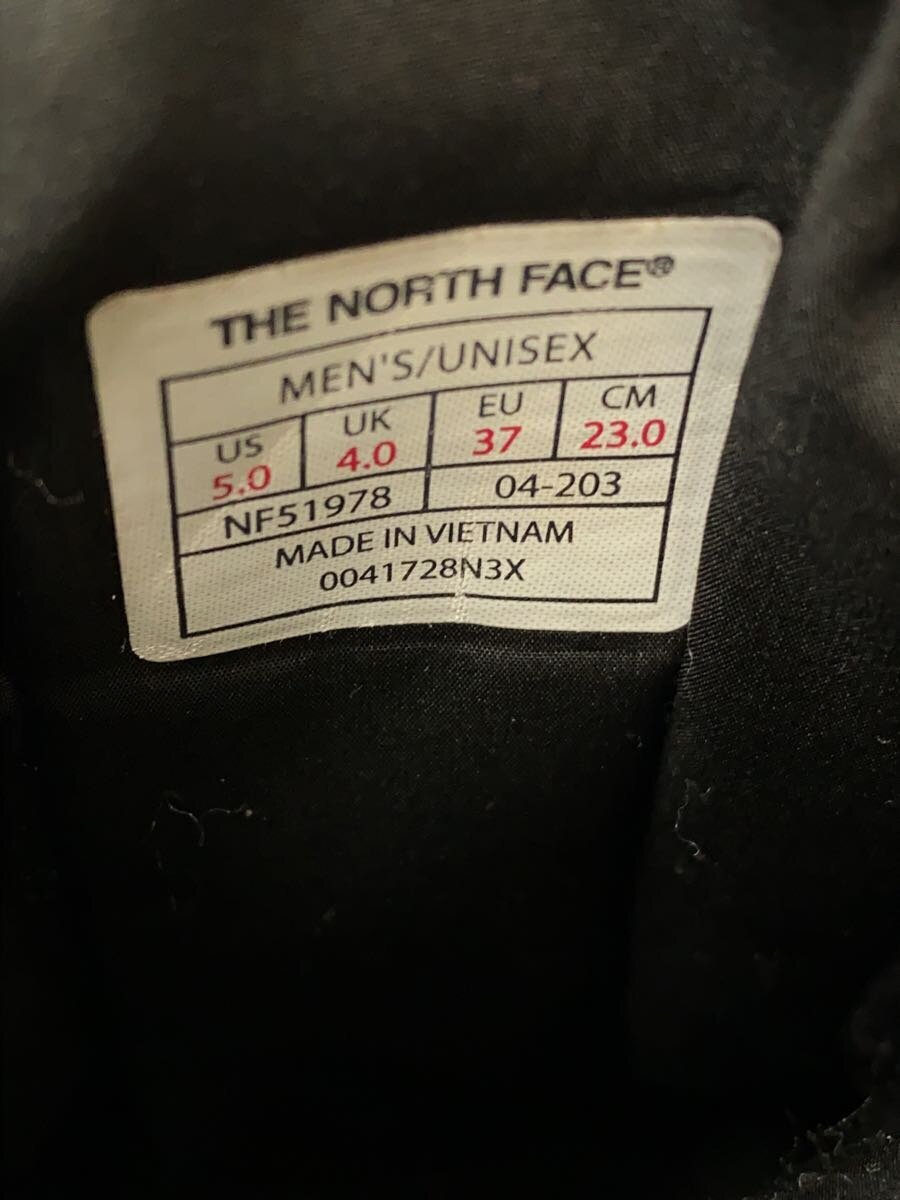 THE NORTH FACE®
MEN'S/UNISEX
US UK EU CM
5.0 4.0 37 23.0
NF51978 04-203
MADE IN VIETNAM
0041728N3X